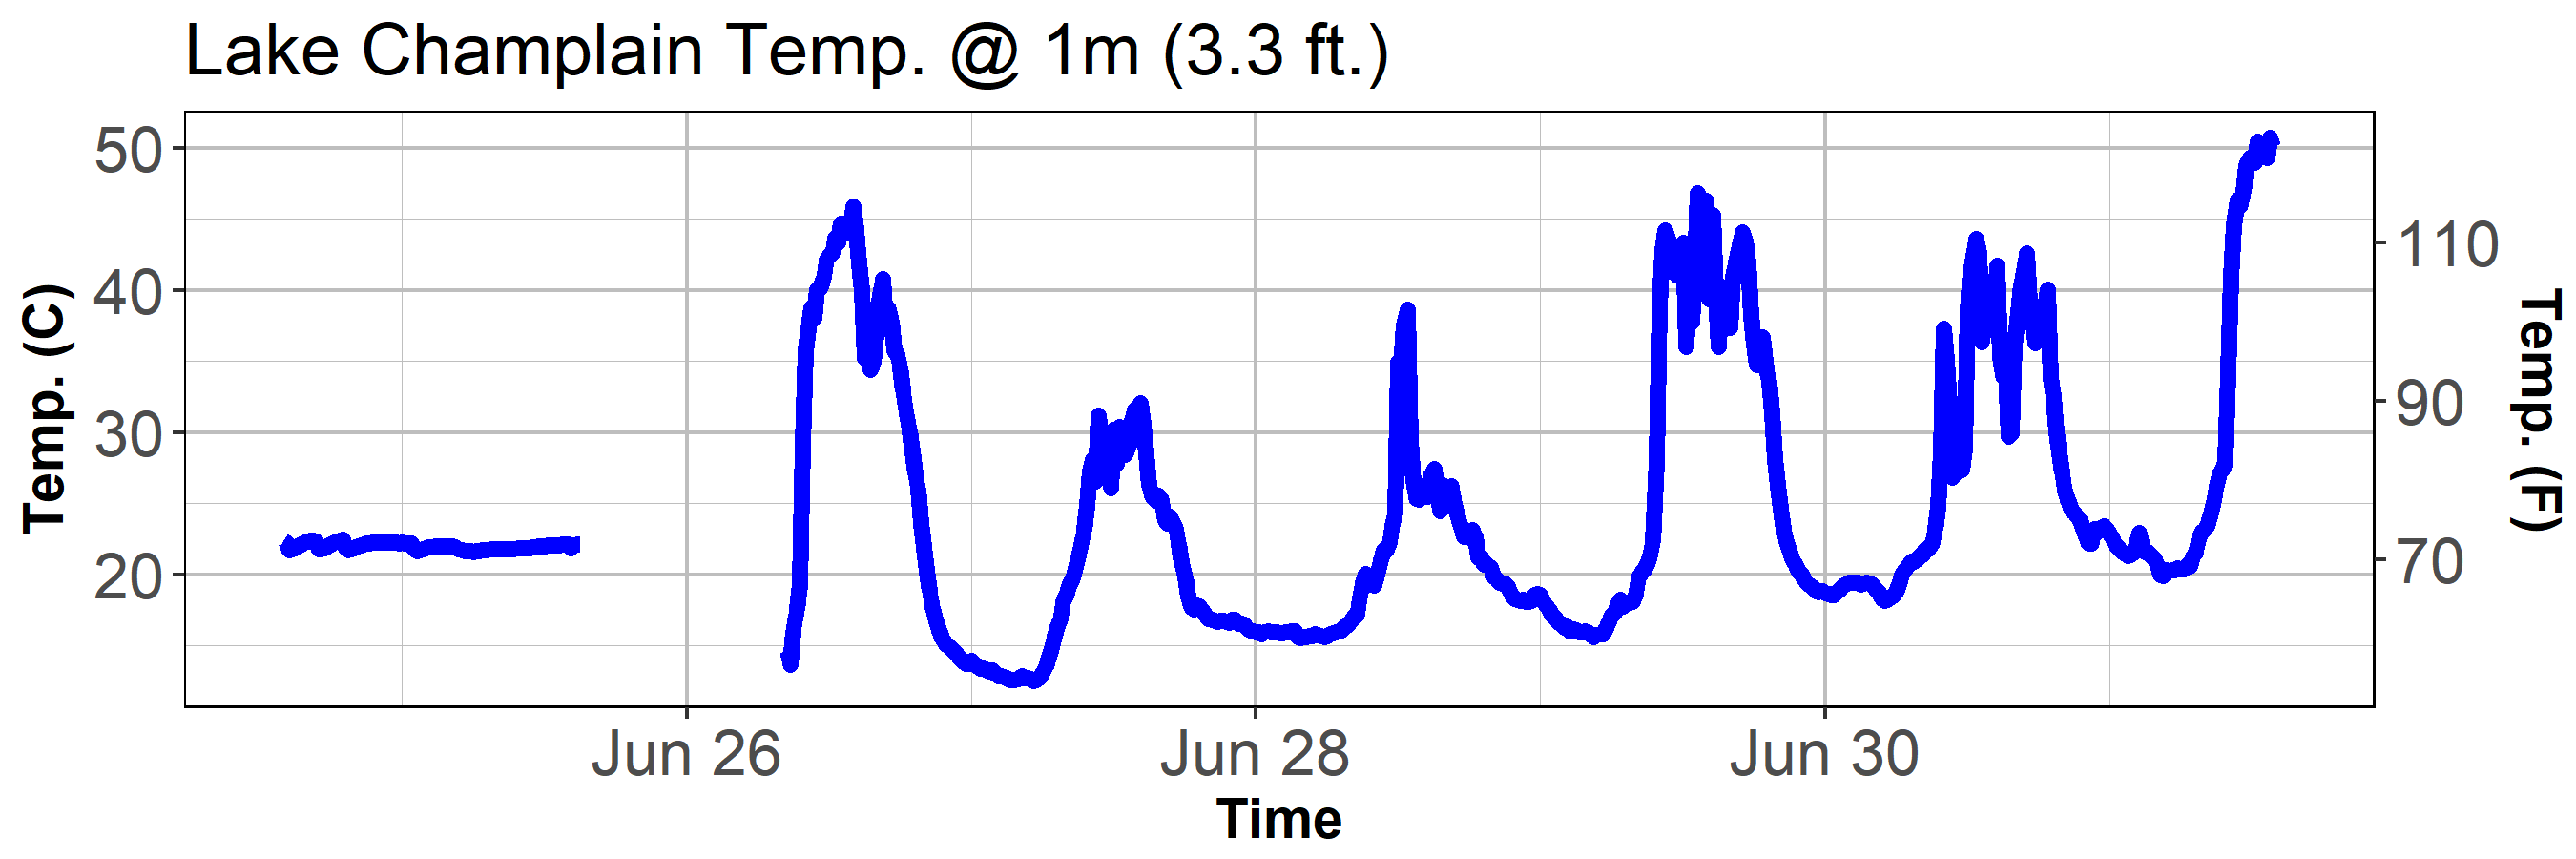 Lake Champlain Temp. @ 1m (3.3 ft.)
Temp. (C)
50
40
30
20
110
90
70
Temp. (F)
Jun 26
Jun 28
Jun 30
Time